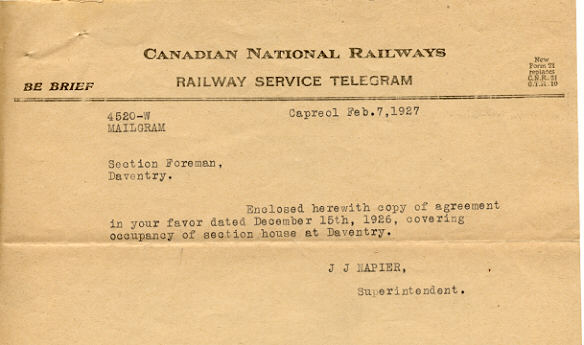 CANADIAN NATIONAL RAILWAYS
BE BRIEF
RAILWAY SERVICE TELEGRAM
New
Form 21
replaces
C.N.R. 21
G.T.R. 10
4520-W
Capreol Feb.7,1927
MAILGRAM
Section Foreman,
Daventry.
Enclosed herewith copy of agreement
in your favor dated December 15th, 1926, covering
occupancy of section house at Daventry.
J J NAPIER,
Superintendent.